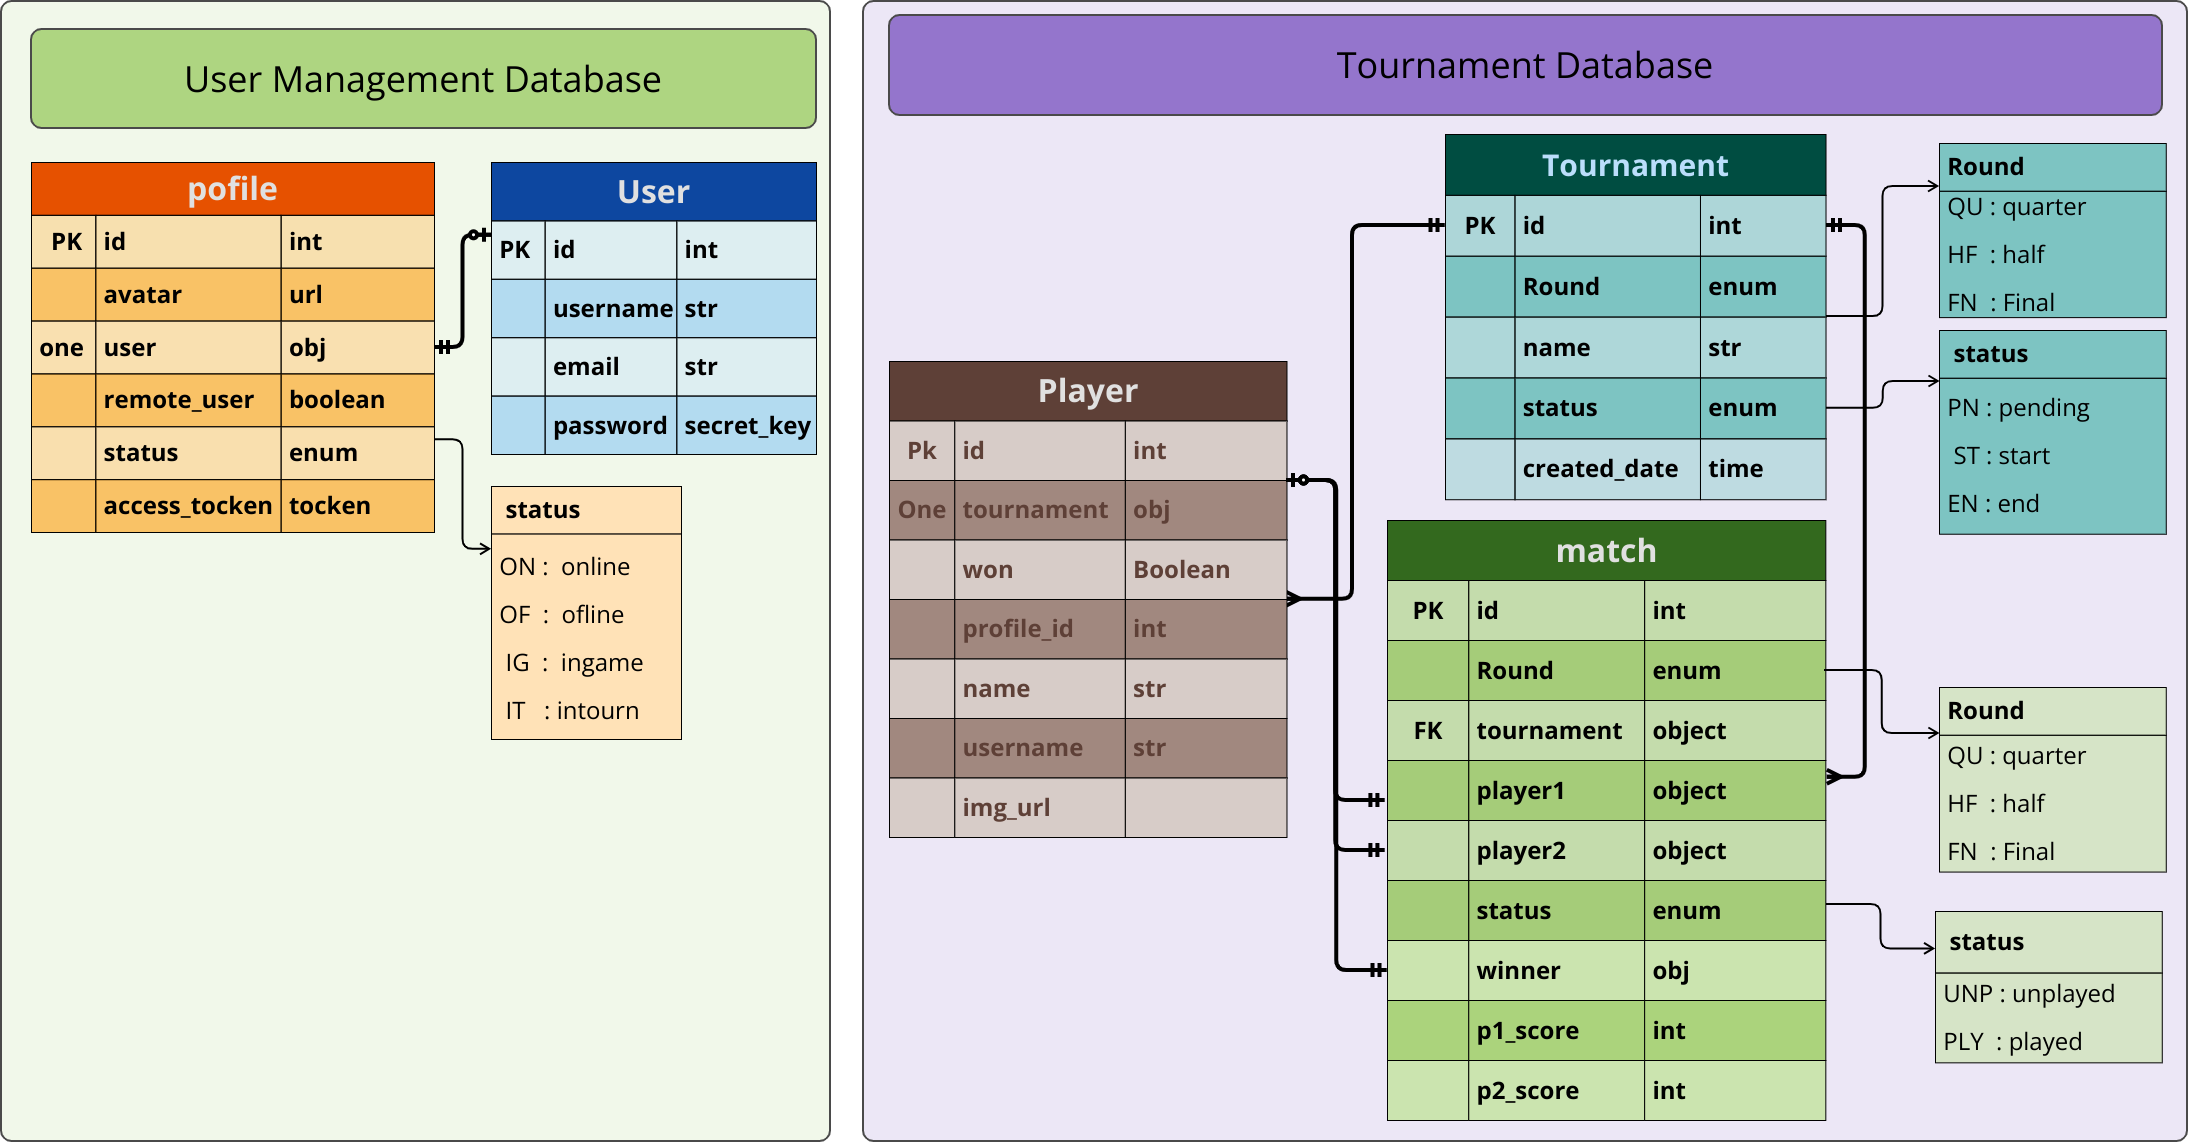 User Management Database
pofile
PK id int
avatar url
one user obj
remote_user boolean
status enum
access_tocken tocken
User
PK id int
username str
email str
password secret_key
status
ON :  online
OF  :  ofline
IG  :  ingame
IT   : intourn
Tournament Database
Player
Pk id int
One tournament obj
won Boolean
profile_id int
name str
username str
img_url
Tournament
PK id int
Round enum
name str
status enum
created_date time
match
PK id int
Round enum
FK tournament object
player1 object
player2 object
status enum
winner obj
p1_score int
p2_score int
Round
QU : quarter
HF  : half
FN  : Final
status
PN : pending
ST : start
EN : end
Round
QU : quarter
HF  : half
FN  : Final
status
UNP : unplayed
PLY  : played